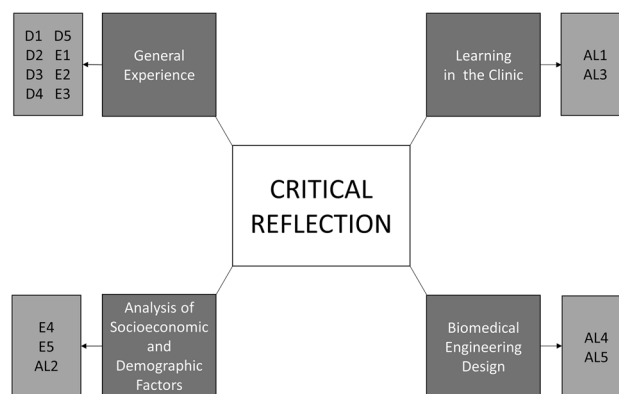 D1 D5
D2 E1
D3 E2
D4 E3
General
Experience
Learning
in the Clinic
AL1
AL3
CRITICAL
REFLECTION
E4
E5
AL2
Analysis of
Socioeconomic
and
Demographic
Factors
Biomedical
Engineering
Design
AL4
AL5